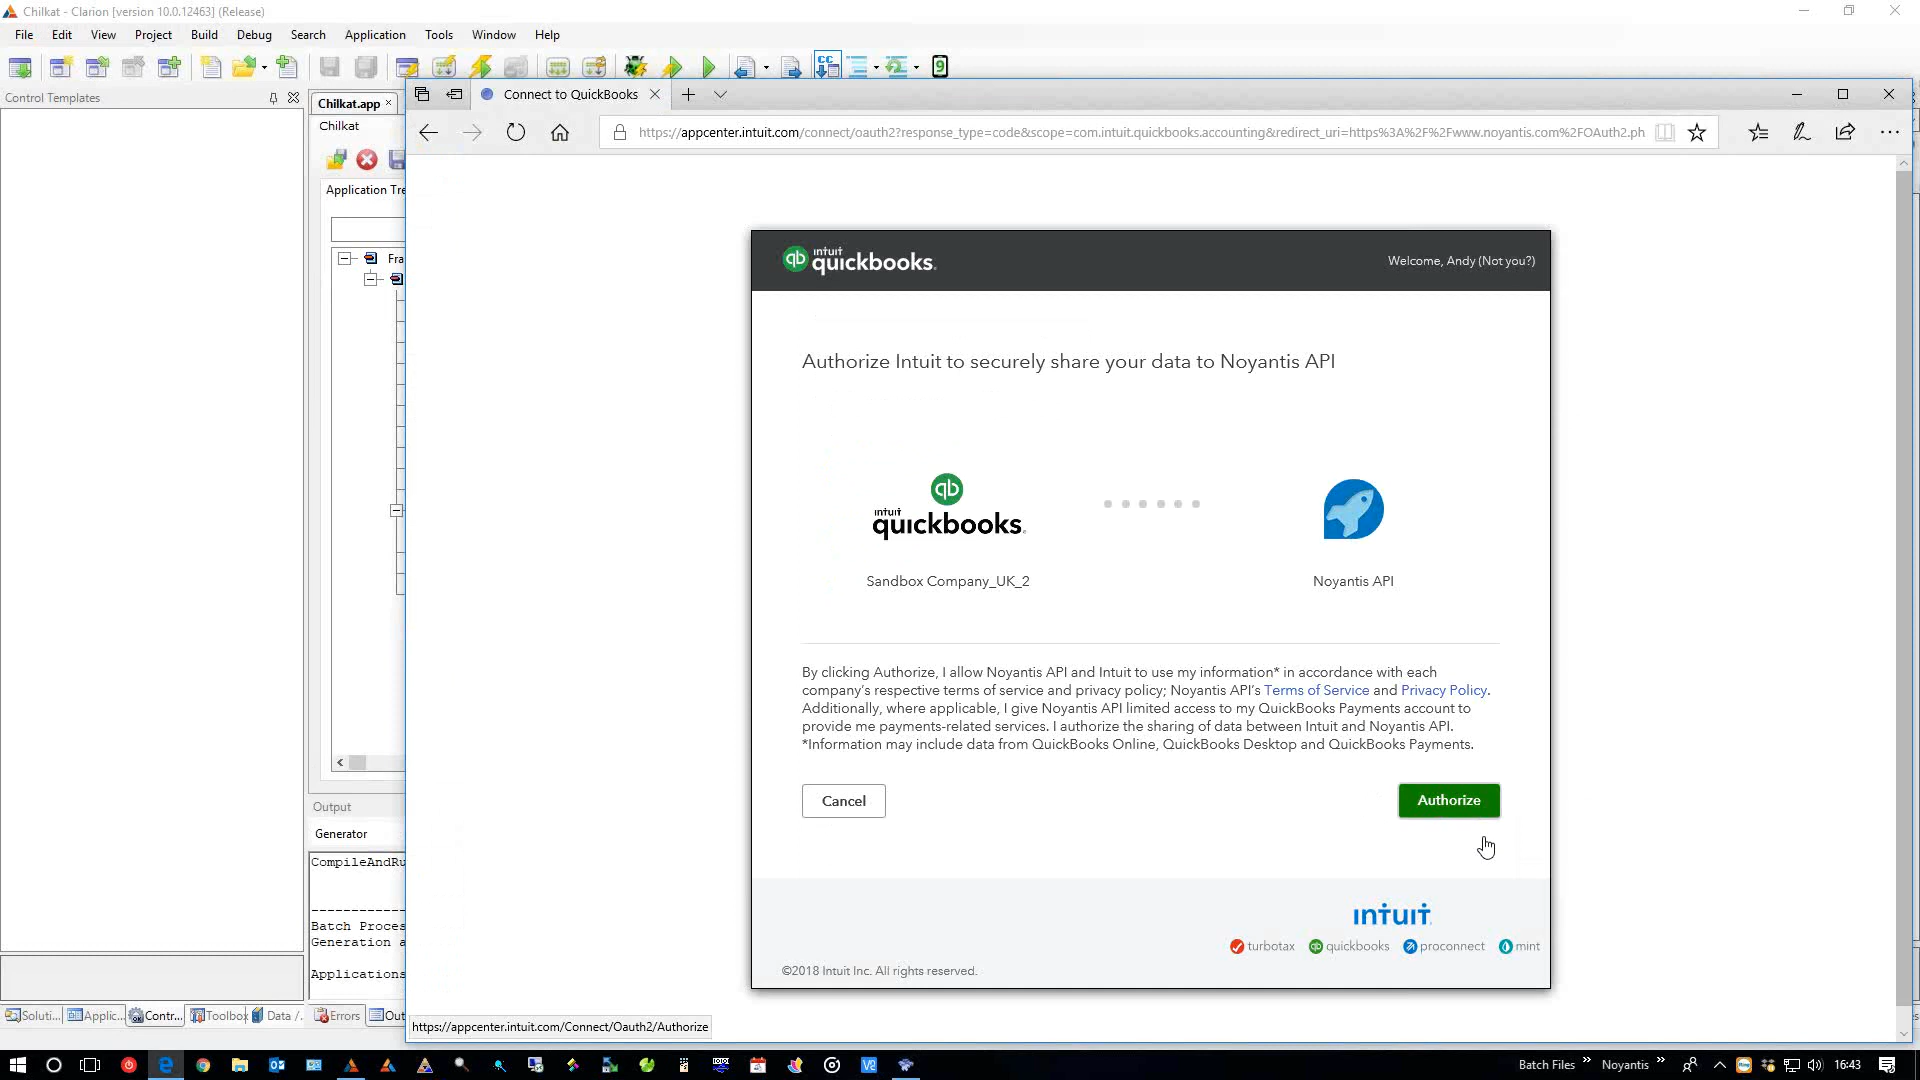 Chilkat - Clarion [version 10.0.12463] (Release)
File Edit View Project Build Debug Search Application Tools Window Help
Control Templates
Chilkat.app
Chilkat
Application Tre
Fra
Connect to QuickBooks
https://appcenter.intuit.com/connect/oauth2?response_type=code&scope=com.intuit.quickbooks.accounting&redirect_uri=https%3A%2F%2Fwww.noyantis.com%2FOAuth2.ph
intuit
quickbooks.
Welcome, Andy (Not you?)
Authorize Intuit to securely share your data to Noyantis API
intuit
quickbooks.
Sandbox Company_UK_2
Noyantis API
By clicking Authorize, I allow Noyantis API and Intuit to use my information* in accordance with each
company's respective terms of service and privacy policy; Noyantis API's Terms of Service and Privacy Policy.
Additionally, where applicable, I give Noyantis API limited access to my QuickBooks Payments account to
provide me payments-related services. I authorize the sharing of data between Intuit and Noyantis API.
*Information may include data from QuickBooks Online, QuickBooks Desktop and QuickBooks Payments.
Cancel
Authorize
intuit
turbotax quickbooks proconnect mint
©2018 Intuit Inc. All rights reserved.
Output
Generator
CompileAndRu
Batch Proces
Generation a
Applications
Soluti... Applic... Contr... Toolbox Data /. Errors Out
https://appcenter.intuit.com/Connect/Oauth2/Authorize
Batch Files Noyantis 16:43